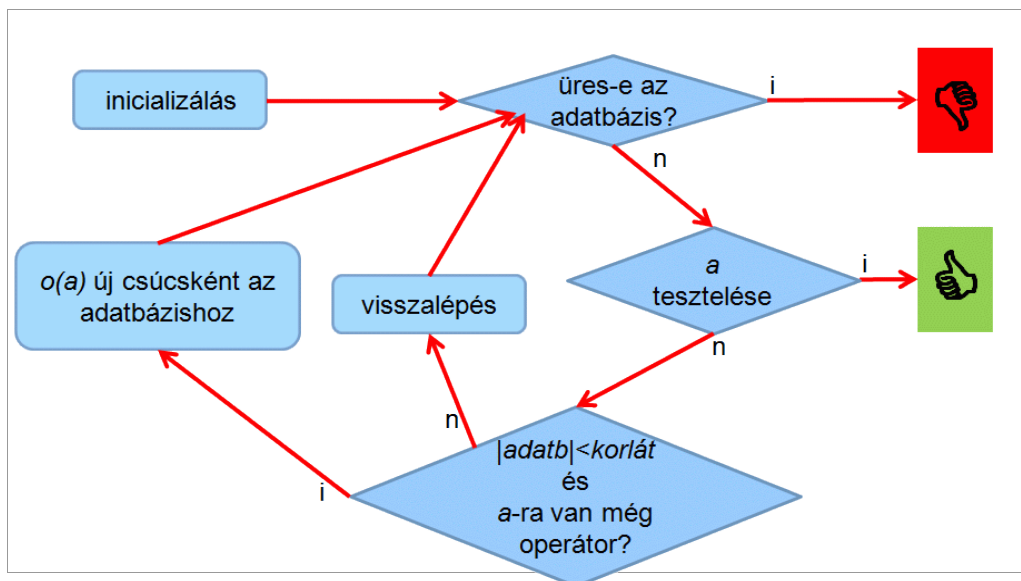 inicializálás
üres-e az
adatbázis?
i
n
o(a) új csúcsként az
adatbázishoz
visszalépés
a
tesztelése
i
n
n
i
|adatb|<korlát
és
a-ra van még
operátor?